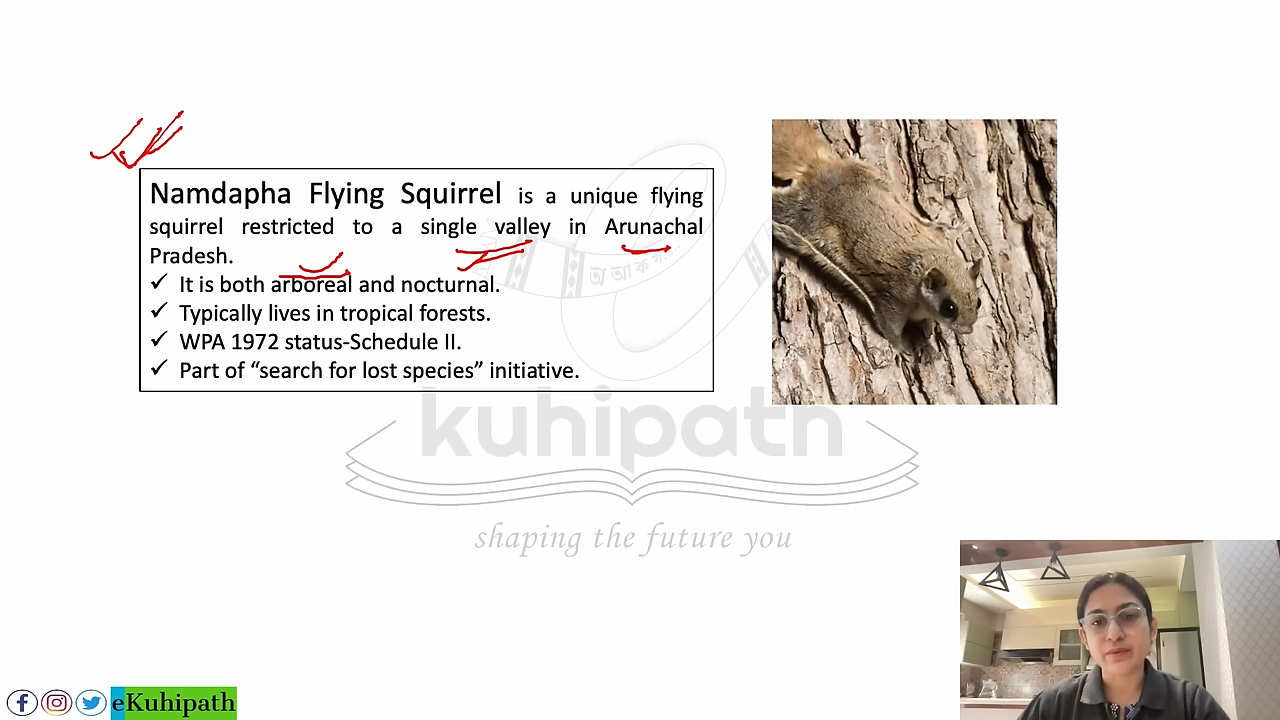 Namdapha Flying Squirrel is a unique flying
squirrel restricted to a single valley in Arunachal
Pradesh.
✓ It is both arboreal and nocturnal.
✓ Typically lives in tropical forests.
✓ WPA 1972 status-Schedule II.
✓ Part of “search for lost species” initiative.
অ আ ক খ....
kuhipath
shaping the future you
eKuhipath